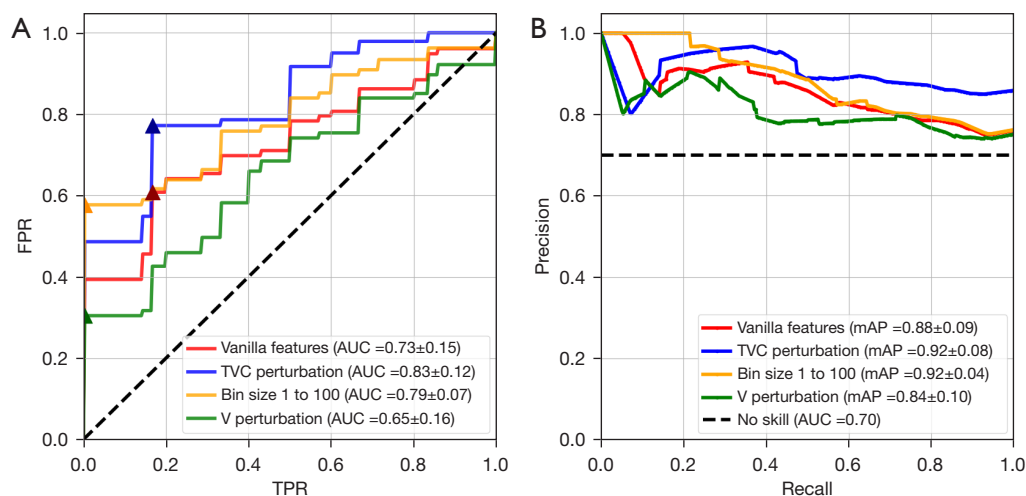 A
1.0
0.8
0.6
0.4
0.2
0.0
FPR
Vanilla features (AUC =0.73±0.15)
TVC perturbation (AUC =0.83±0.12)
Bin size 1 to 100 (AUC =0.79±0.07)
V perturbation (AUC =0.65±0.16)
0.0 0.2 0.4 0.6 0.8 1.0
TPR
B
1.0
0.8
0.6
0.4
0.2
0.0
Precision
Vanilla features (mAP =0.88±0.09)
TVC perturbation (mAP =0.92±0.08)
Bin size 1 to 100 (mAP =0.92±0.04)
V perturbation (mAP =0.84±0.10)
No skill (AUC =0.70)
0.0 0.2 0.4 0.6 0.8 1.0
Recall